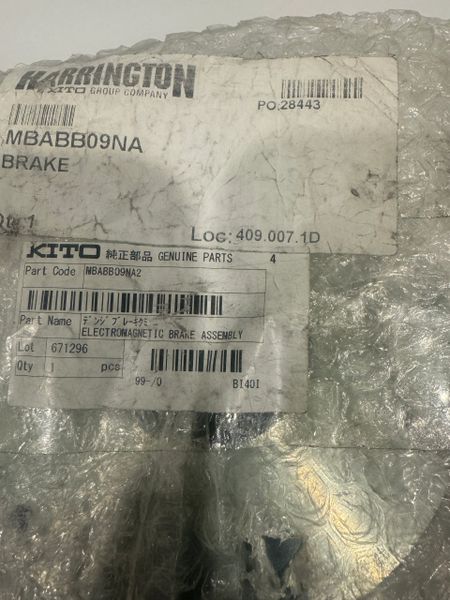 HARRINGTON
A KITO GROUP COMPANY
PO.28443
MBABB09NA
BRAKE
Qty 1
Loc: 409.007.1D
KITO 純正部品 GENUINE PARTS 4
Part Code MBABB09NA2
Part Name デンジ ブレーキクミ
ELECTROMAGNETIC BRAKE ASSEMBLY
Lot 671296
Qty 1 pcs
99-/0 BI40I